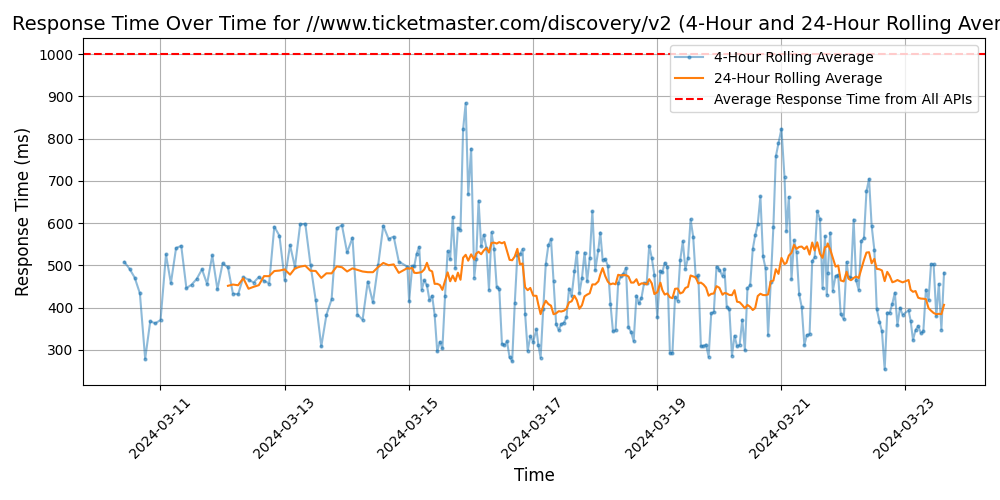 Response Time Over Time for //www.ticketmaster.com/discovery/v2 (4-Hour and 24-Hour Rolling Aver
4-Hour Rolling Average
24-Hour Rolling Average
Average Response Time from All APIs
Response Time (ms)
1000
900
800
700
600
500
400
300
2024-03-11
2024-03-13
2024-03-15
2024-03-17
2024-03-19
2024-03-21
2024-03-23
Time